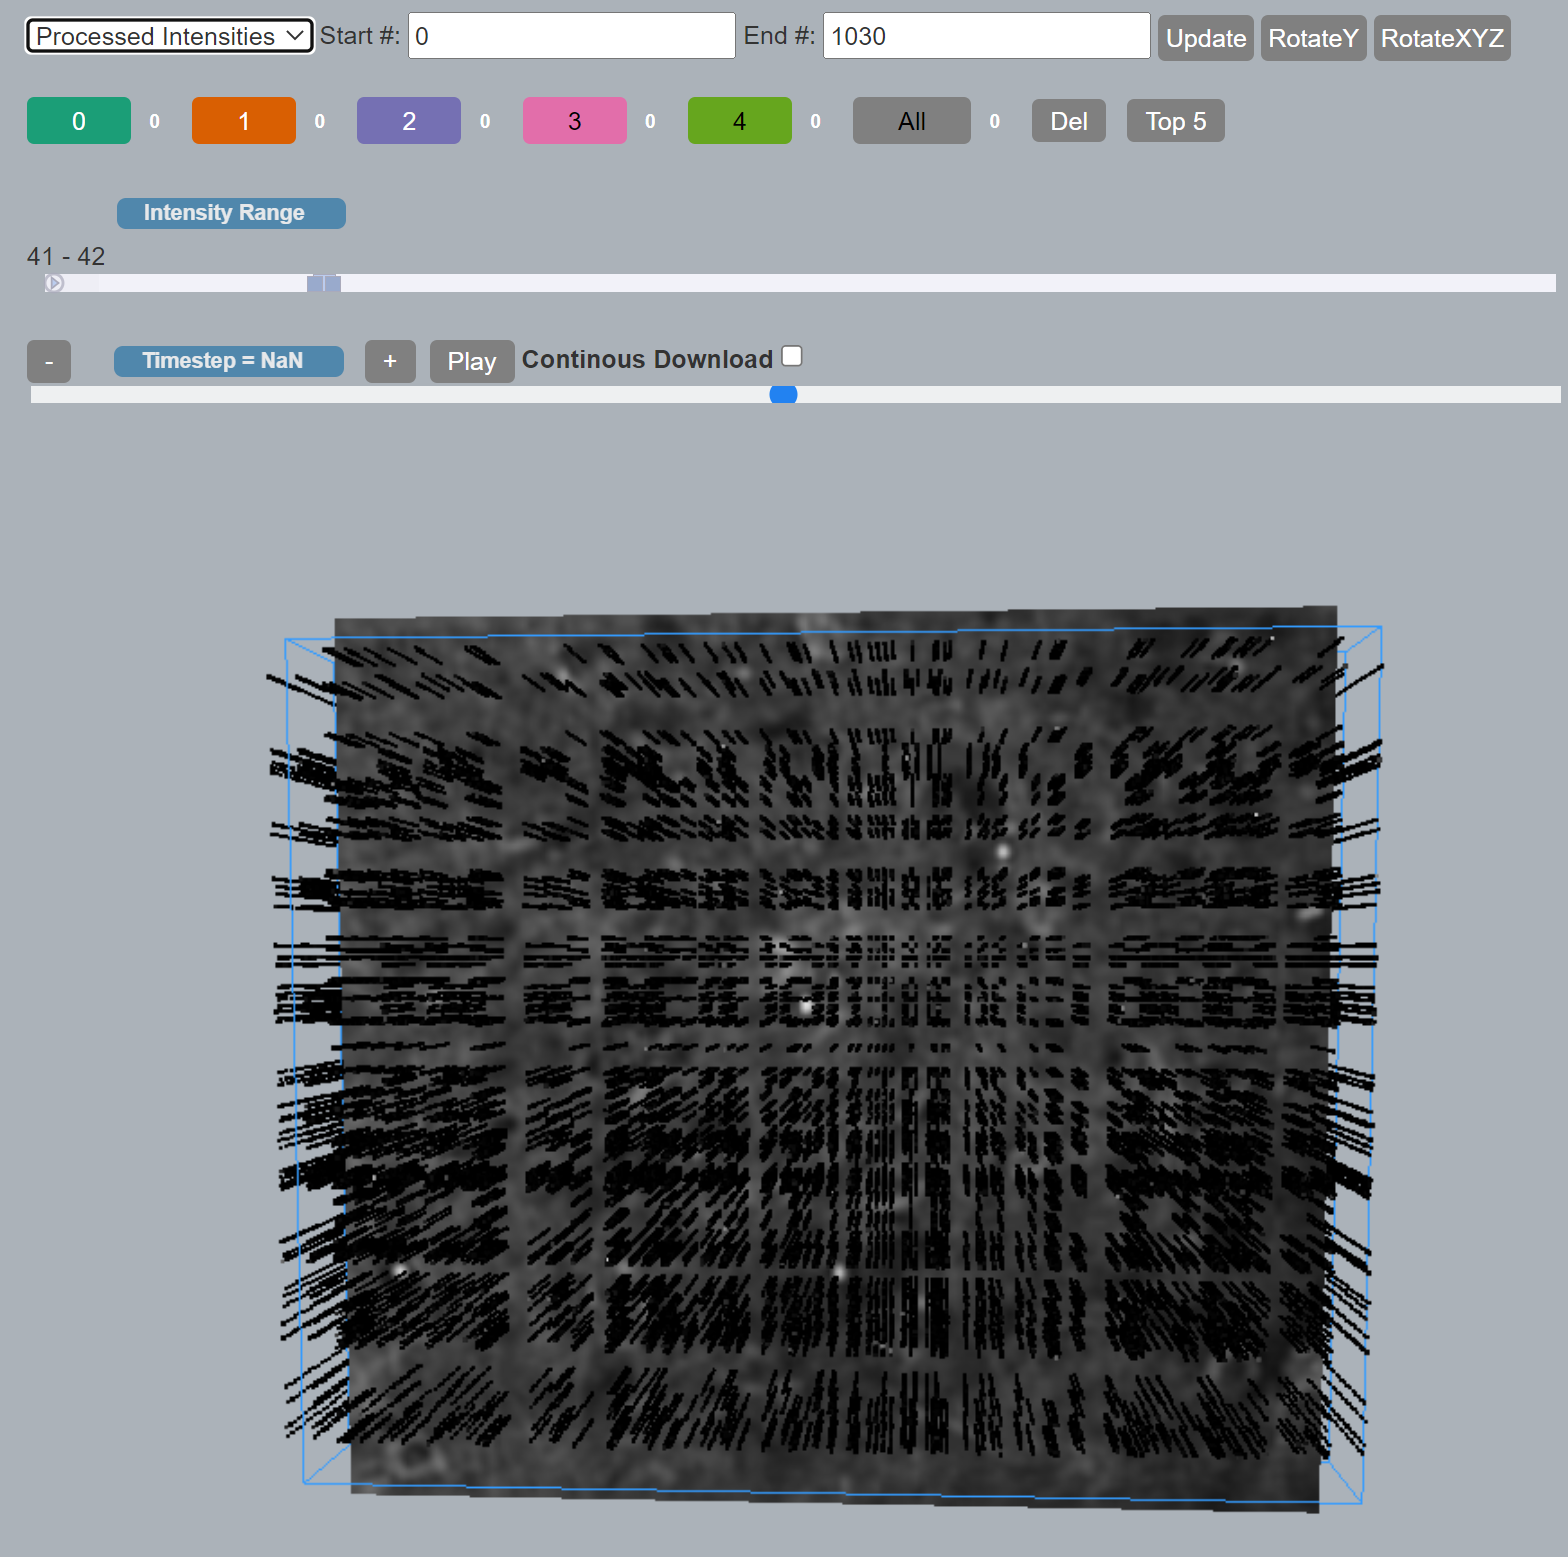 Processed Intensities Start #: 0 End #: 1030 Update RotateY RotateXYZ
0 0 1 0 2 0 3 0 4 0 All 0 Del Top 5
Intensity Range
41 - 42
- Timestep = NaN + Play Continous Download